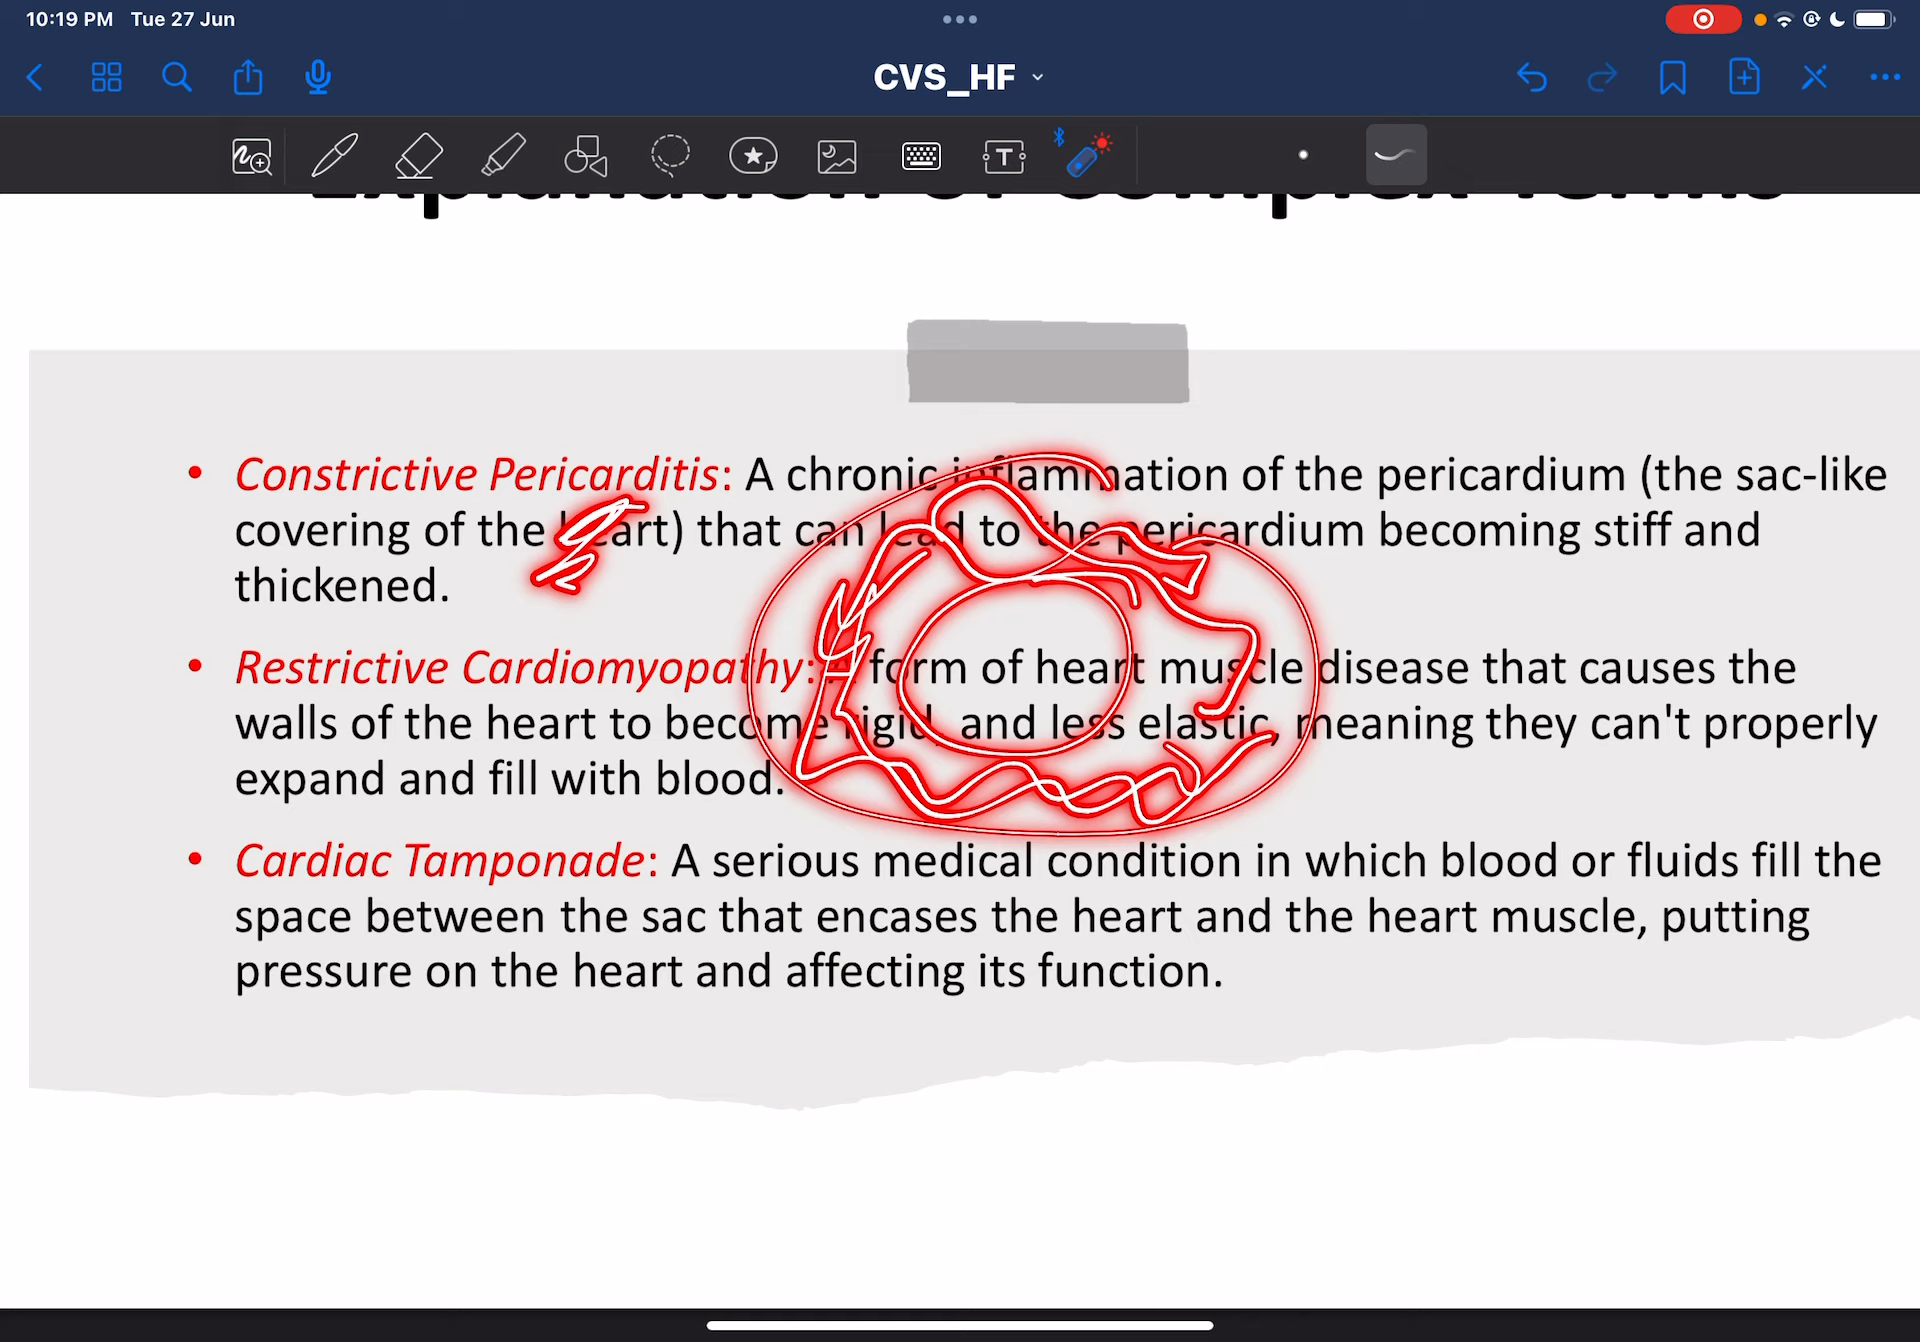 10:19 PM Tue 27 Jun
CVS_HF
T
Explanation of Complex Terms
• Constrictive Pericarditis: A chronic inflammation of the pericardium (the sac-like
covering of the heart) that can lead to the pericardium becoming stiff and
thickened.
• Restrictive Cardiomyopathy: A form of heart muscle disease that causes the
walls of the heart to become rigid, and less elastic, meaning they can't properly
expand and fill with blood.
• Cardiac Tamponade: A serious medical condition in which blood or fluids fill the
space between the sac that encases the heart and the heart muscle, putting
pressure on the heart and affecting its function.